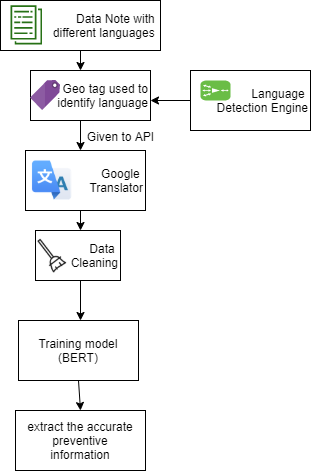 Data Note with
different languages
Geo tag used to
identify language
Language
Detection Engine
Given to API
Google
Translator
Data
Cleaning
Training model
(BERT)
extract the accurate
preventive
information